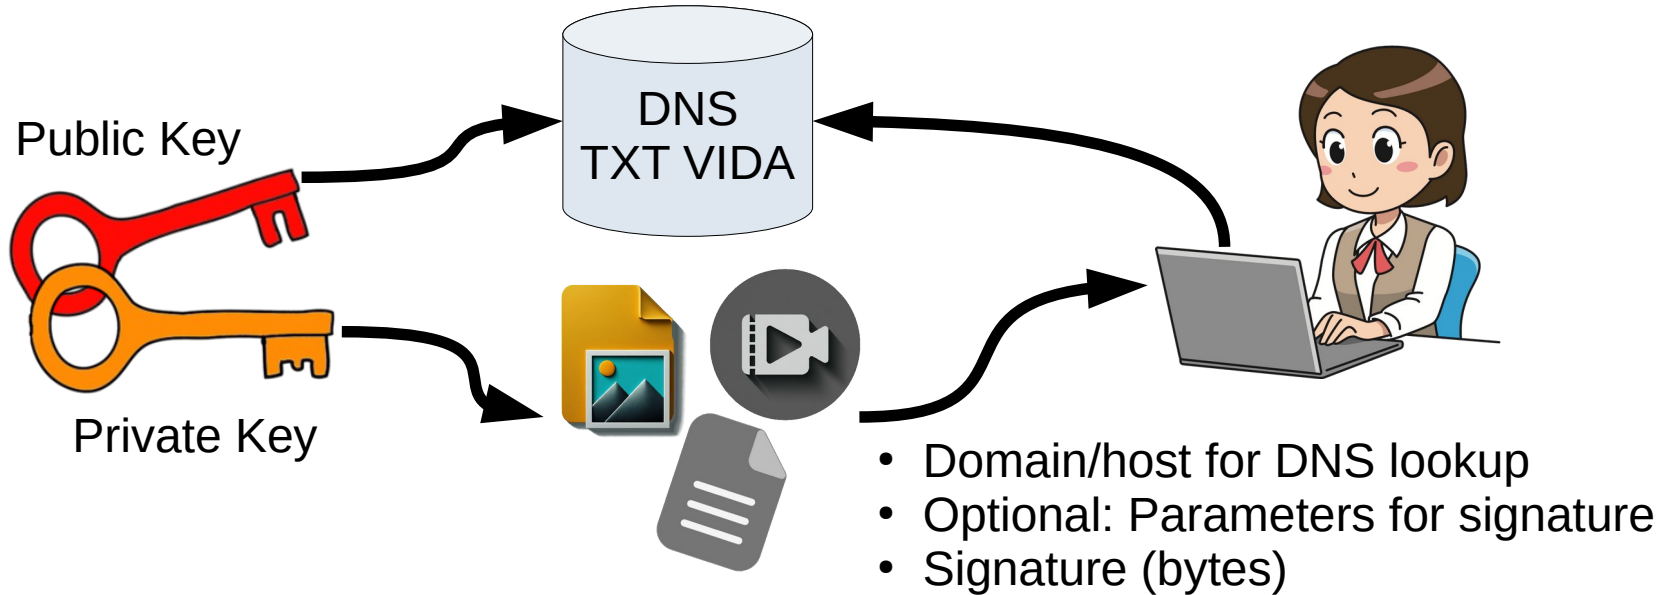 Public Key
DNS
TXT VIDA
Private Key
• Domain/host for DNS lookup
• Optional: Parameters for signature
• Signature (bytes)